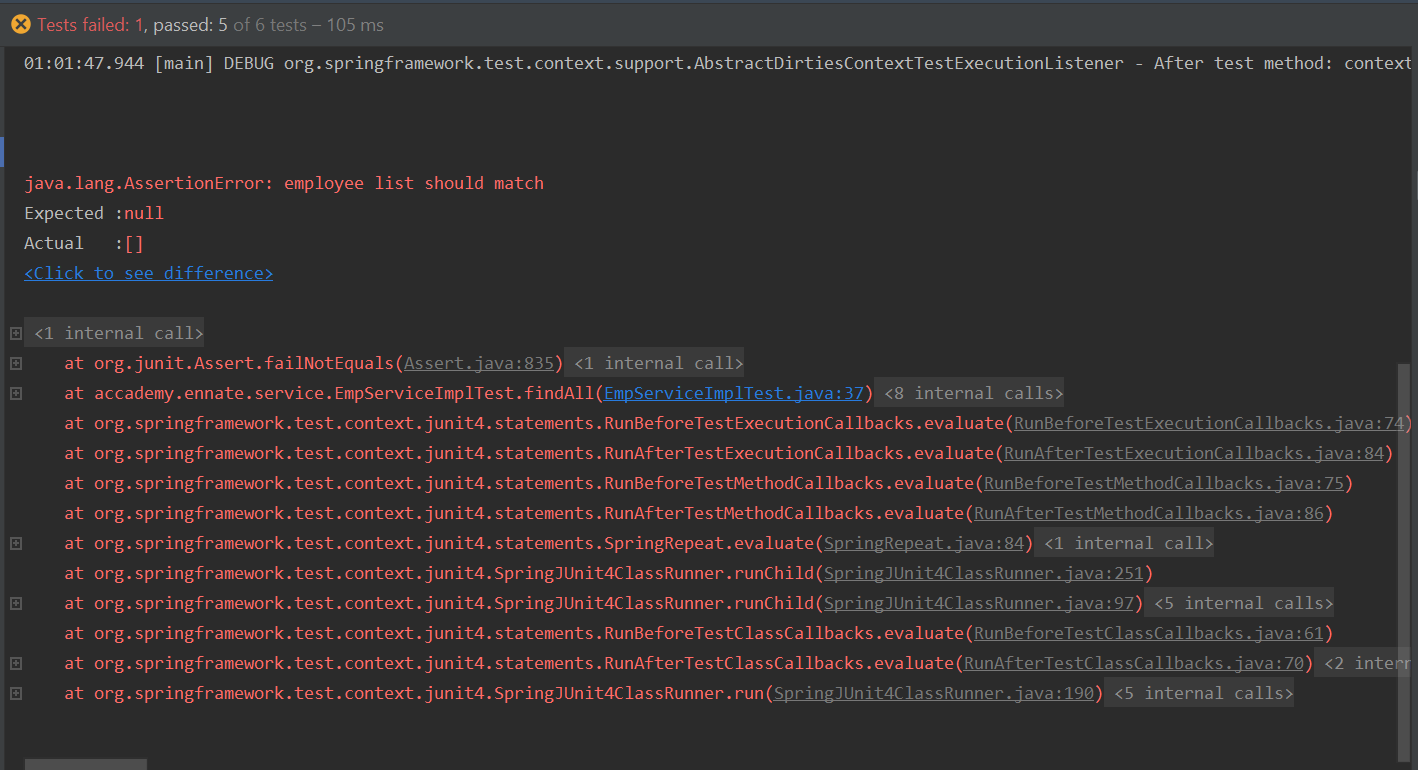 Tests failed: 1, passed: 5 of 6 tests – 105 ms
01:01:47.944 [main] DEBUG org.springframework.test.context.support.AbstractDirtiesContextTestExecutionListener - After test method: context
java.lang.AssertionError: employee list should match
Expected :null
Actual   :[]
<Click to see difference>
<1 internal call>
at org.junit.Assert.failNotEquals(Assert.java:835) <1 internal call>
at accademy.ennate.service.EmpServiceImplTest.findAll(EmpServiceImplTest.java:37) <8 internal calls>
at org.springframework.test.context.junit4.statements.RunBeforeTestExecutionCallbacks.evaluate(RunBeforeTestExecutionCallbacks.java:74)
at org.springframework.test.context.junit4.statements.RunAfterTestExecutionCallbacks.evaluate(RunAfterTestExecutionCallbacks.java:84)
at org.springframework.test.context.junit4.statements.RunBeforeTestMethodCallbacks.evaluate(RunBeforeTestMethodCallbacks.java:75)
at org.springframework.test.context.junit4.statements.RunAfterTestMethodCallbacks.evaluate(RunAfterTestMethodCallbacks.java:86)
at org.springframework.test.context.junit4.statements.SpringRepeat.evaluate(SpringRepeat.java:84) <1 internal call>
at org.springframework.test.context.junit4.SpringJUnit4ClassRunner.runChild(SpringJUnit4ClassRunner.java:251)
at org.springframework.test.context.junit4.SpringJUnit4ClassRunner.runChild(SpringJUnit4ClassRunner.java:97) <5 internal calls>
at org.springframework.test.context.junit4.statements.RunBeforeTestClassCallbacks.evaluate(RunBeforeTestClassCallbacks.java:61)
at org.springframework.test.context.junit4.statements.RunAfterTestClassCallbacks.evaluate(RunAfterTestClassCallbacks.java:70) <2 intern
at org.springframework.test.context.junit4.SpringJUnit4ClassRunner.run(SpringJUnit4ClassRunner.java:190) <5 internal calls>